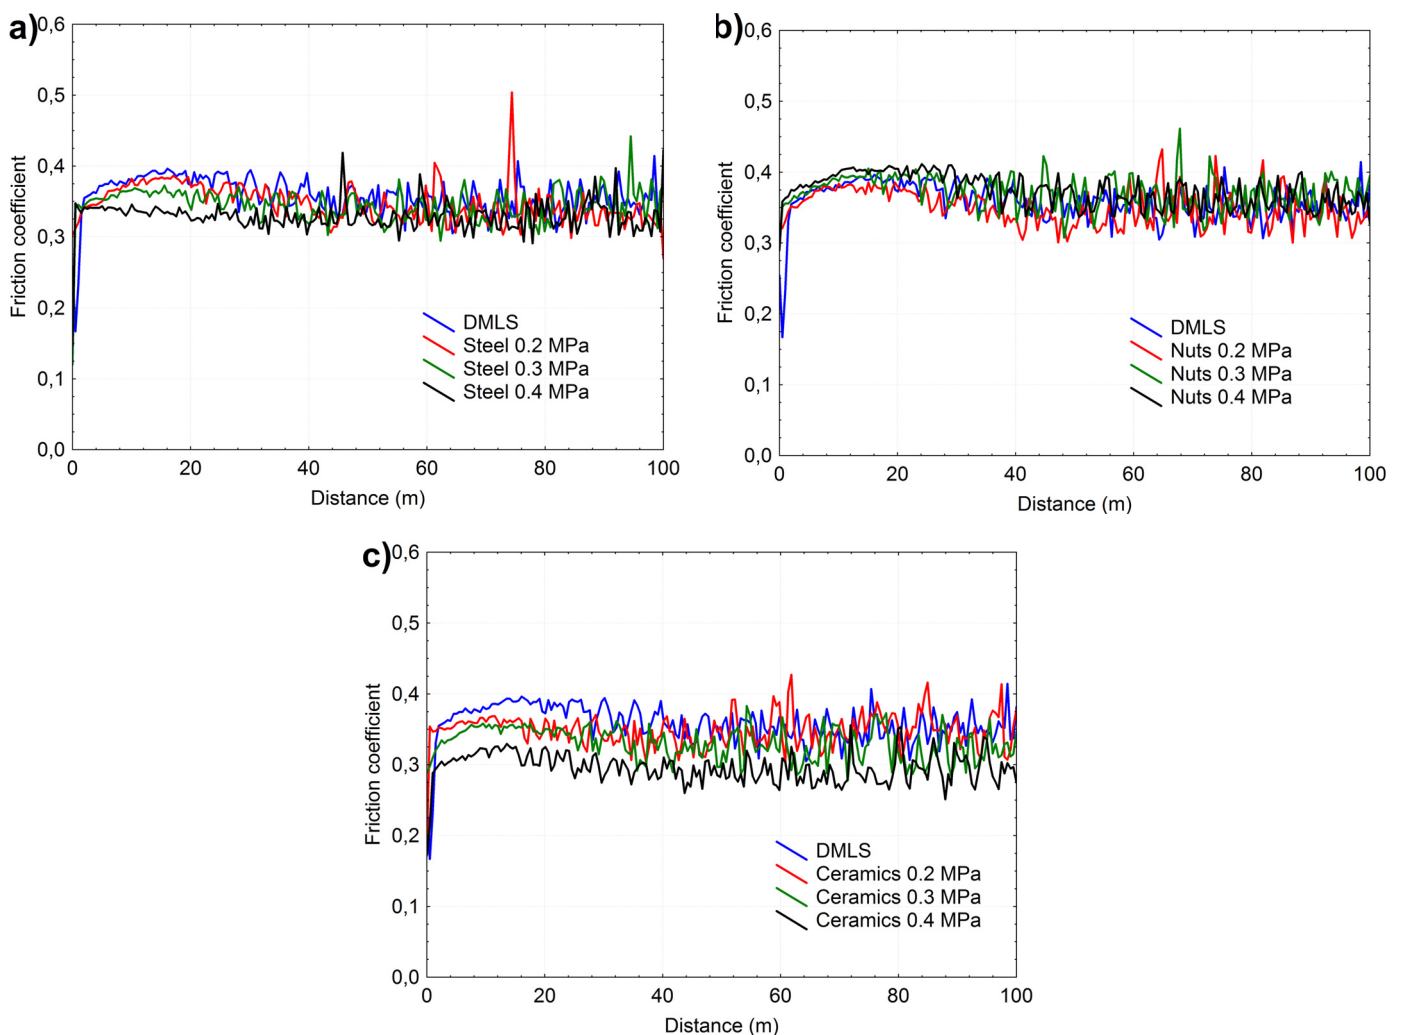 a)
0,6
0,5
0,4
0,3
0,2
0,1
0,0
Friction coefficient
DMLS
Steel 0.2 MPa
Steel 0.3 MPa
Steel 0.4 MPa
0 20 40 60 80 100
Distance (m)
b)
0,6
0,5
0,4
0,3
0,2
0,1
0,0
Friction coefficient
DMLS
Nuts 0.2 MPa
Nuts 0.3 MPa
Nuts 0.4 MPa
0 20 40 60 80 100
Distance (m)
c)
0,6
0,5
0,4
0,3
0,2
0,1
0,0
Friction coefficient
DMLS
Ceramics 0.2 MPa
Ceramics 0.3 MPa
Ceramics 0.4 MPa
0 20 40 60 80 100
Distance (m)